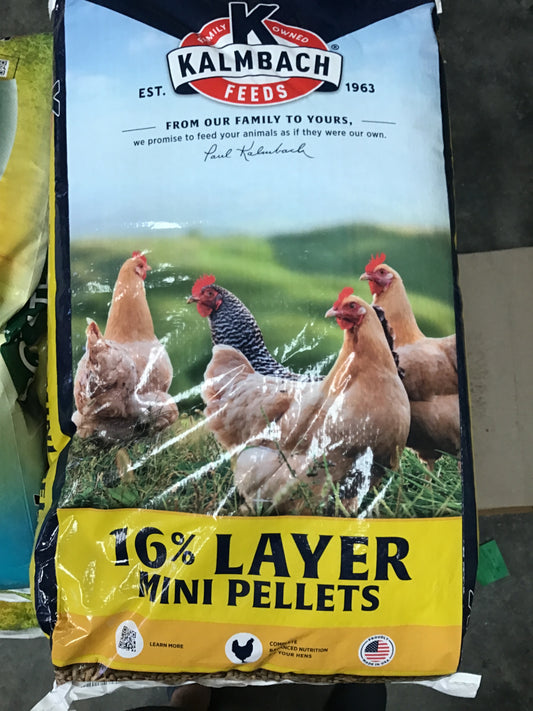 FAMILY OWNED
K
KALMBACH
FEEDS
EST. 1963
FROM OUR FAMILY TO YOURS,
we promise to feed your animals as if they were our own.
Paul Kalmbach
16% LAYER
MINI PELLETS
LEARN MORE
COMPLETE
BALANCED NUTRITION
YOUR HENS
PROUDLY